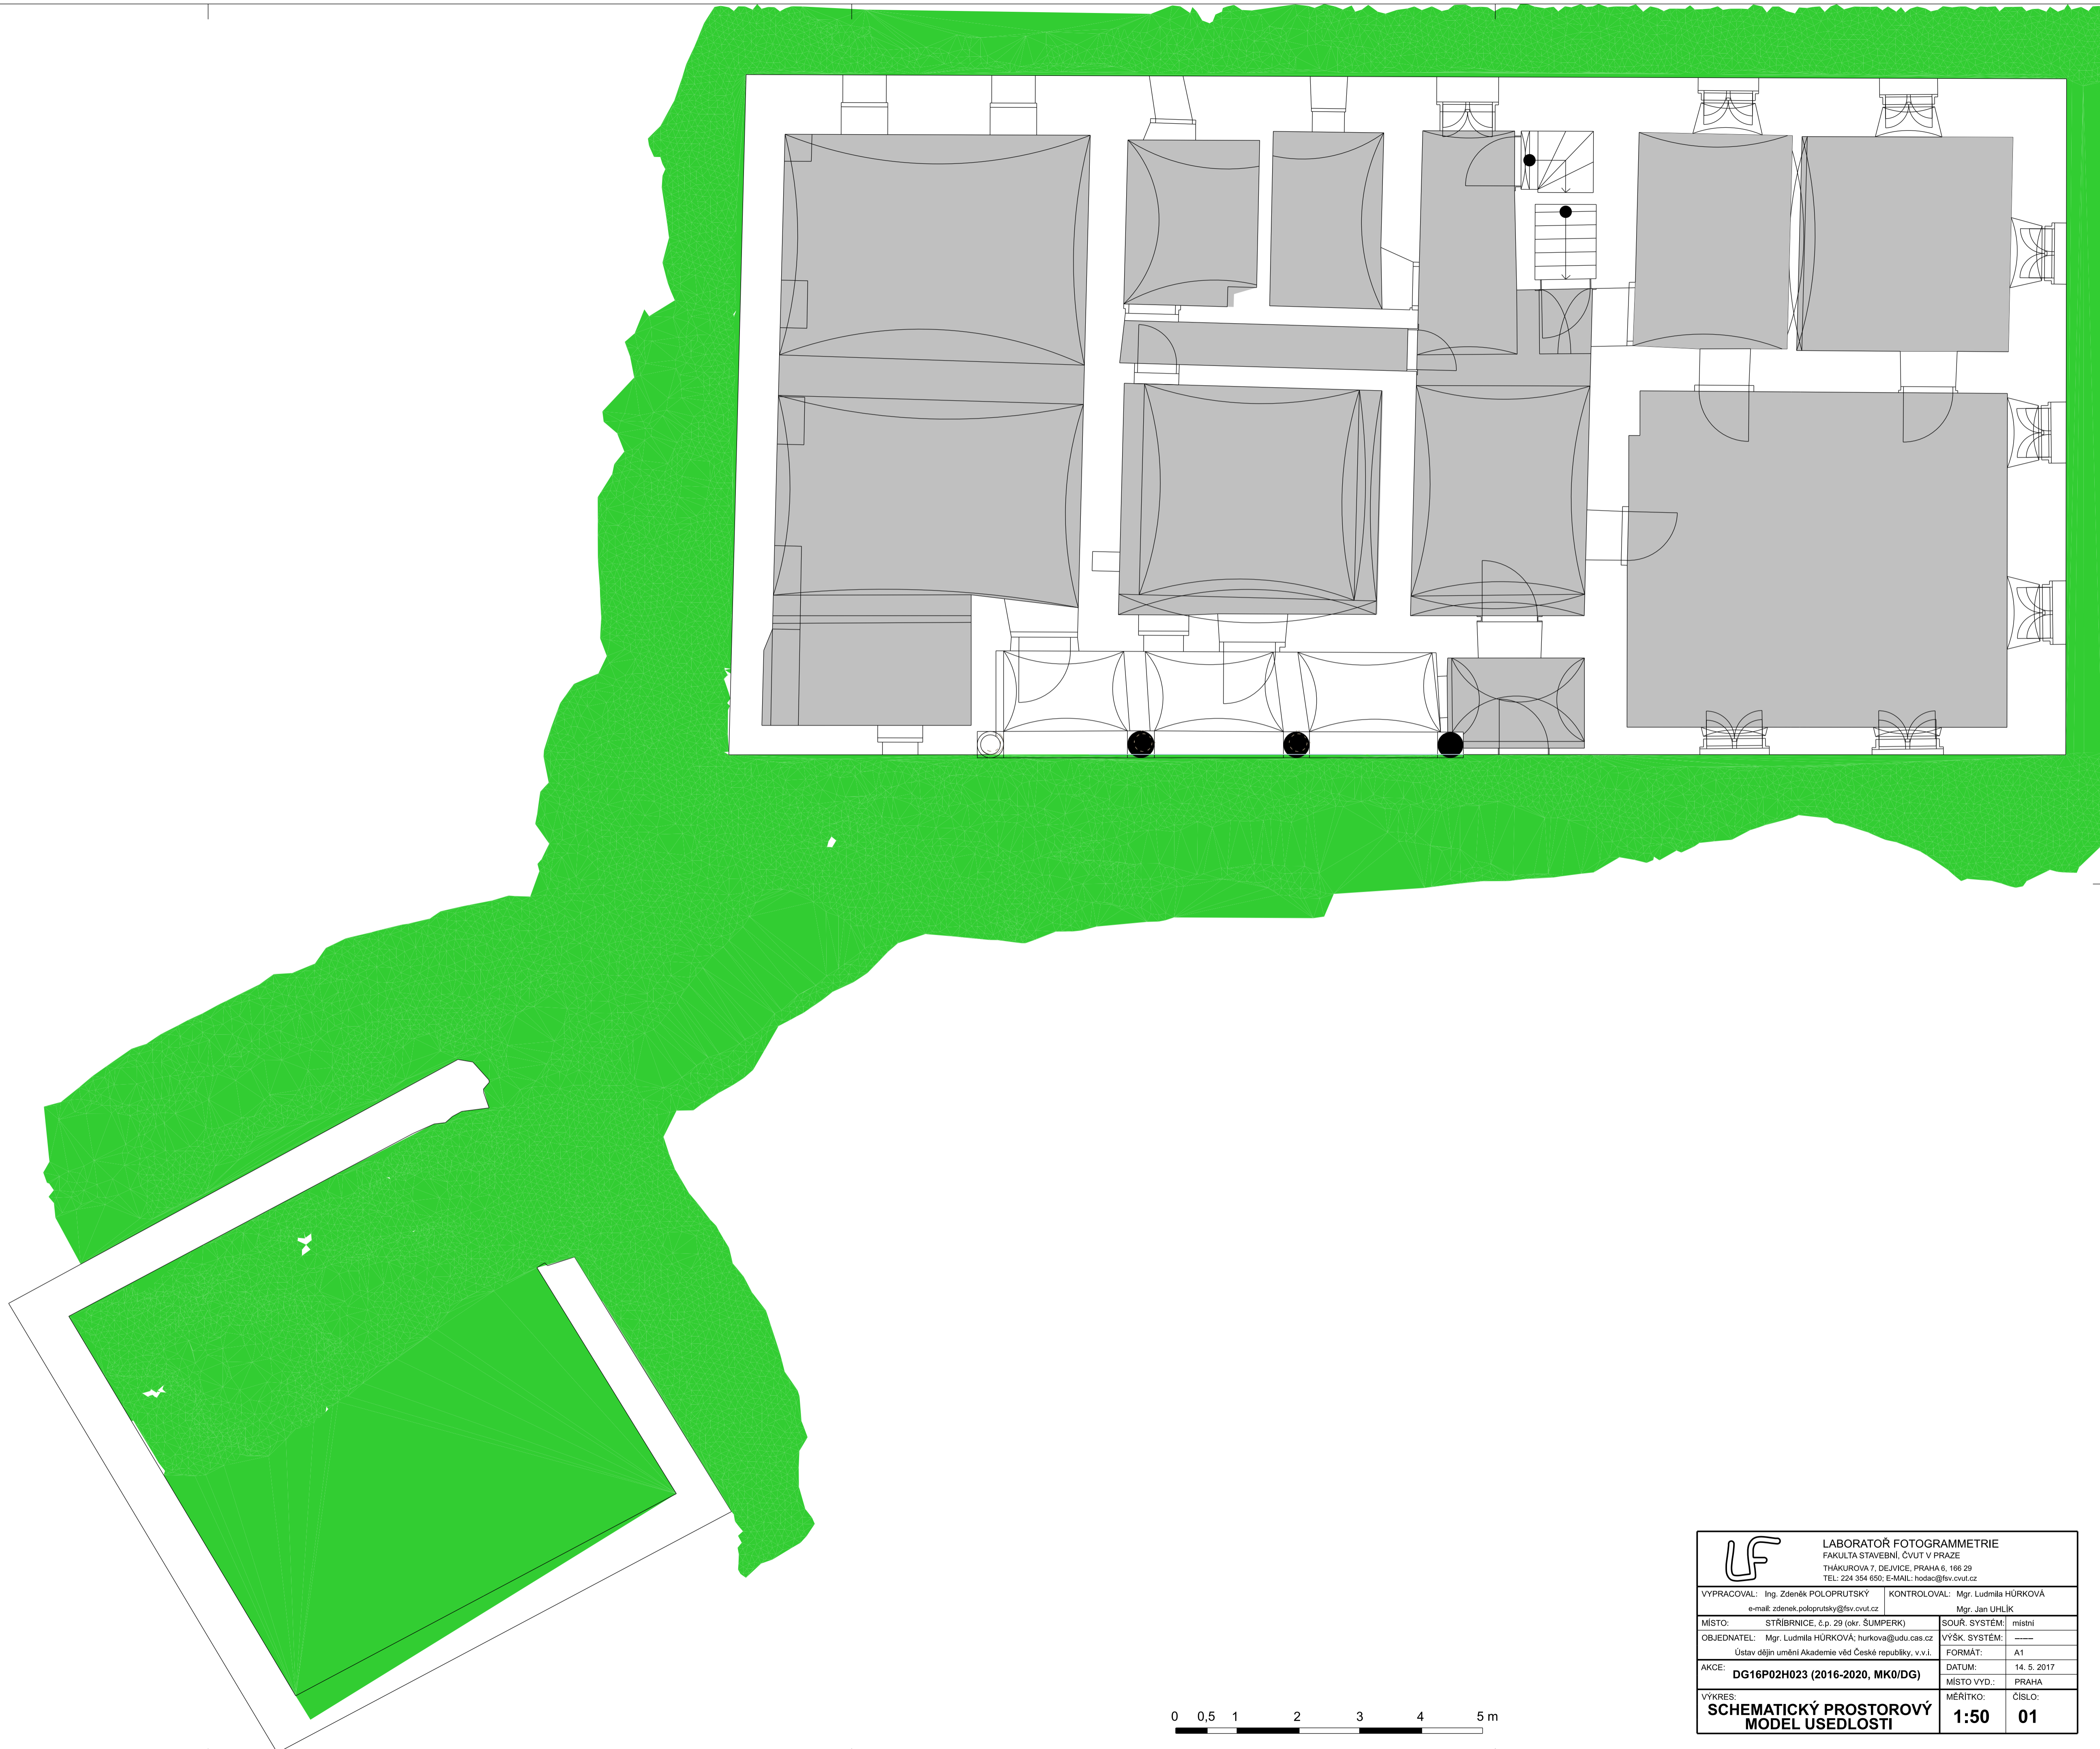 LF
LABORATOŘ FOTOGRAMMETRIE
FAKULTA STAVEBNÍ, ČVUT V PRAZE
THÁKUROVA 7, DEJVICE, PRAHA 6, 166 29
TEL: 224 354 650; E-MAIL: hodac@fsv.cvut.cz
VYPRACOVAL: Ing. Zdeněk POLOPRUTSKÝ KONTROLOVAL: Mgr. Ludmila HŮRKOVÁ
e-mail: zdenek.poloprutsky@fsv.cvut.cz Mgr. Jan UHLÍK
MÍSTO: STŘÍBRNICE, č.p. 29 (okr. ŠUMPERK) SOUŘ. SYSTÉM: místní
OBJEDNATEL: Mgr. Ludmila HŮRKOVÁ; hurkova@udu.cas.cz VÝŠK. SYSTÉM: ------
Ústav dějin umění Akademie věd České republiky, v.v.i. FORMÁT: A1
AKCE: DG16P02H023 (2016-2020, MK0/DG) DATUM: 14. 5. 2017
MÍSTO VYD.: PRAHA
VÝKRES: MĚŘÍTKO: ČÍSLO:
SCHEMATICKÝ PROSTOROVÝ
MODEL USEDLOSTI 1:50 01
0 0,5 1 2 3 4 5 m